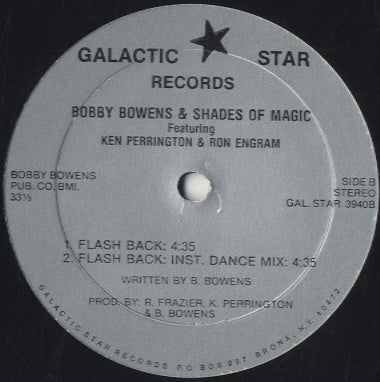 GALACTIC STAR
RECORDS
BOBBY BOWENS & SHADES OF MAGIC
Featuring
KEN PERRINGTON & RON ENGRAM
BOBBY BOWENS
PUB. CO. BMI.
33⅓
SIDE B
STEREO
GAL. STAR 3940B
1. FLASH BACK: 4:35
2. FLASH BACK: INST. DANCE MIX: 4:35
WRITTEN BY B. BOWENS
PROD. BY: R. FRAZIER, K. PERRINGTON
& B. BOWENS
GALACTIC STAR RECORDS P.O. BOX 997, BRONX, N.Y. 10472